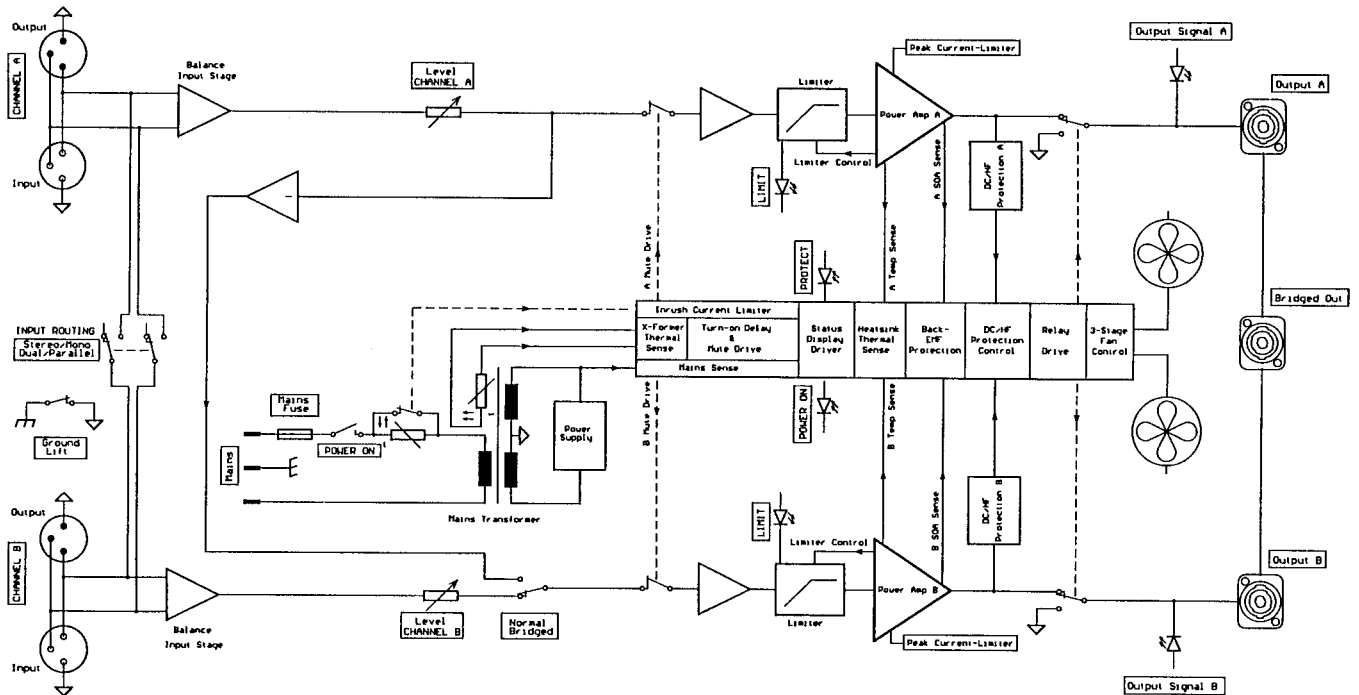 Output
CHANNEL A
Input
Balance
Input Stage
Level
CHANNEL A
Limiter
Limiter Control
LIMIT
Peak Current-Limiter
Power Amp A
A SOA Sense
A Temp Sense
DC/HF
Protection A
Output Signal A
Output A
Bridged Out
A Mute Drive
PROTECT
INPUT ROUTING
Stereo/Mono
Dual/Parallel
Ground
Lift
Mains
Mains
Fuse
POWER ON
t
t
Mains Transformer
Power
Supply
Inrush Current Limiter
X-Former
Thermal
Sense
Turn-on Delay
&
Mute Drive
Mains Sense
Status
Display
Driver
Heatsink
Thermal
Sense
Back-
EMF
Protection
DC/HF
Protection
Control
Relay
Drive
3-Stage
Fan
Control
B Mute Drive
POWER ON
B Temp Sense
B SOA Sense
DC/HF
Protection B
Output
CHANNEL B
Input
Balance
Input Stage
Level
CHANNEL B
Normal
Bridged
LIMIT
Limiter Control
Limiter
Power Amp B
Peak Current-Limiter
Output B
Output Signal B